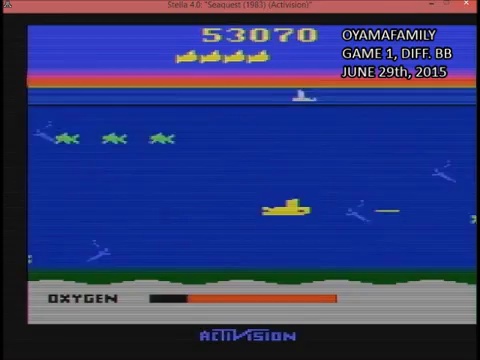 Stella 4.0: "Seaquest (1983) (Activision)"
53070
OYAMAFAMILY
GAME 1, DIFF. BB
JUNE 29th, 2015
OXYGEN
ACTIVISION